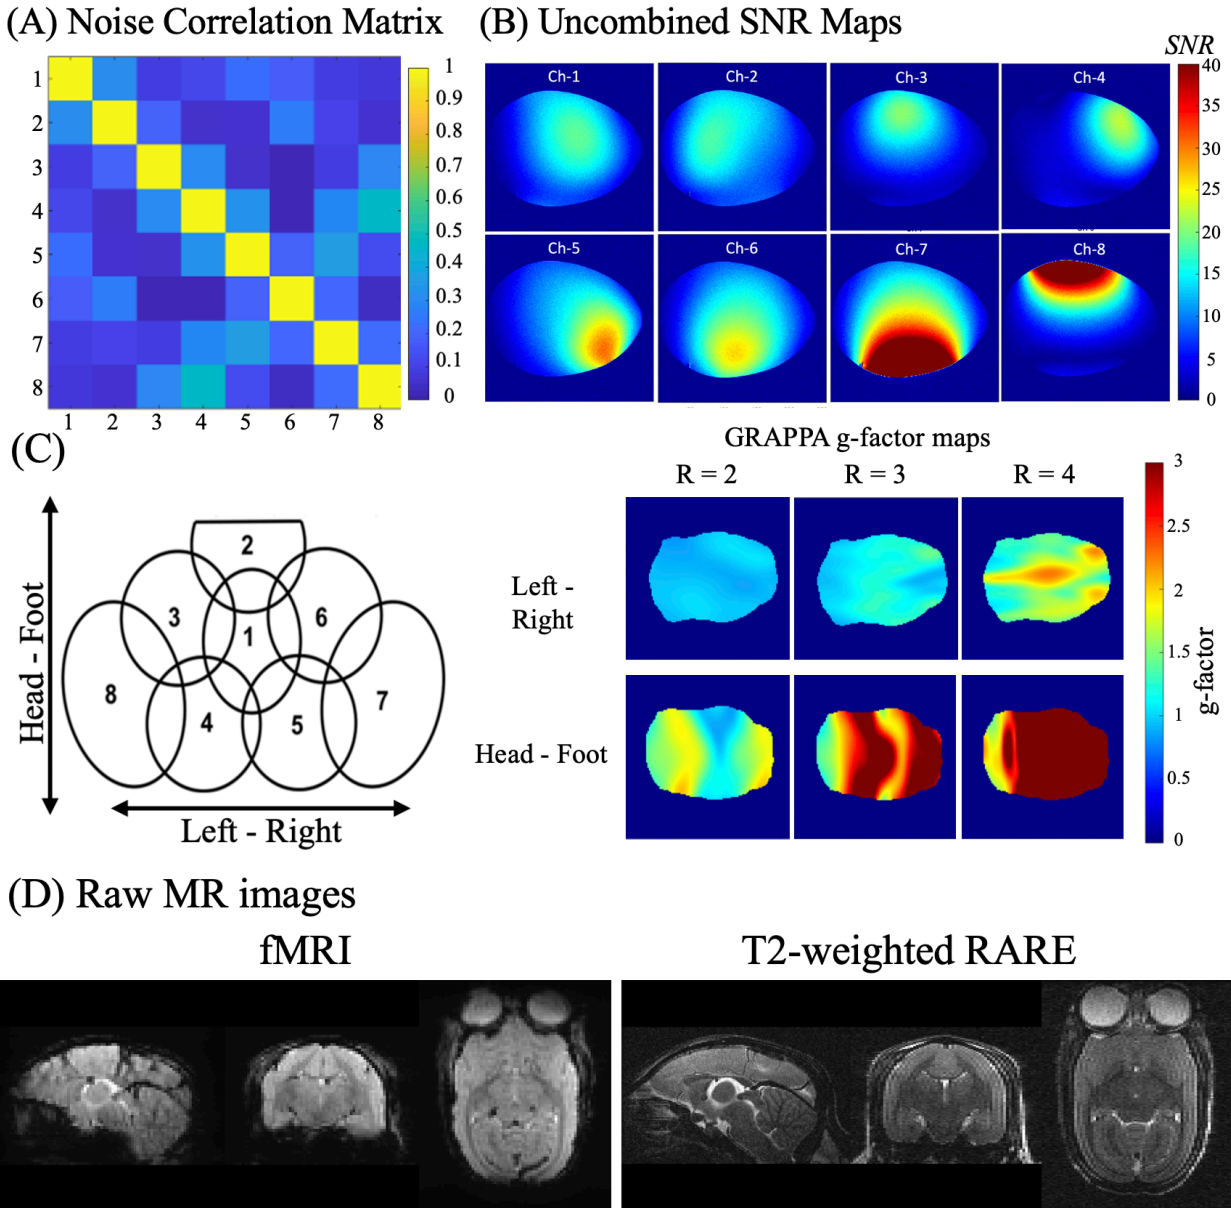 (A) Noise Correlation Matrix
1
2
3
4
5
6
7
8
1 2 3 4 5 6 7 8
1
0.9
0.8
0.7
0.6
0.5
0.4
0.3
0.2
0.1
0
(B) Uncombined SNR Maps
SNR
Ch-1 Ch-2 Ch-3 Ch-4
Ch-5 Ch-6 Ch-7 Ch-8
40
35
30
25
20
15
10
5
0
(C)
Head - Foot
2
3 6
1
8 7
4 5
Left - Right
GRAPPA g-factor maps
R = 2 R = 3 R = 4
Left -
Right
Head - Foot
3
2.5
2
1.5
1
0.5
0
g-factor
(D) Raw MR images
fMRI T2-weighted RARE